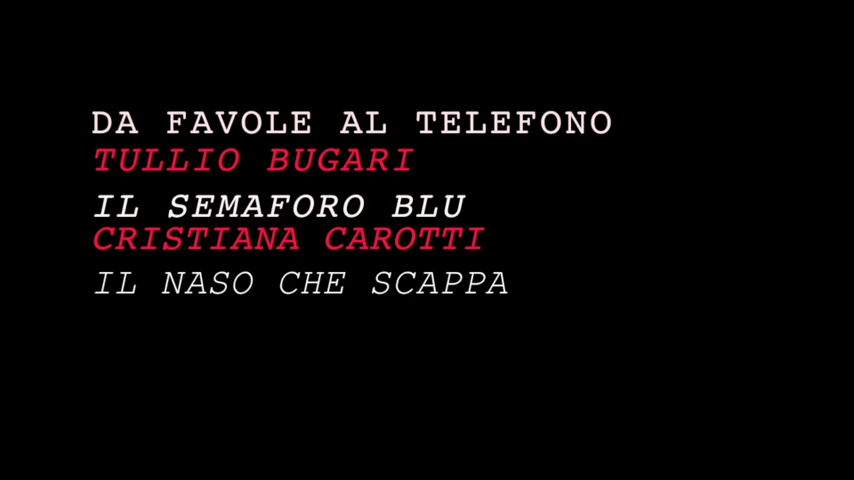 DA FAVOLE AL TELEFONO
TULLIO BUGARI
IL SEMAFORO BLU
CRISTIANA CAROTTI
IL NASO CHE SCAPPA